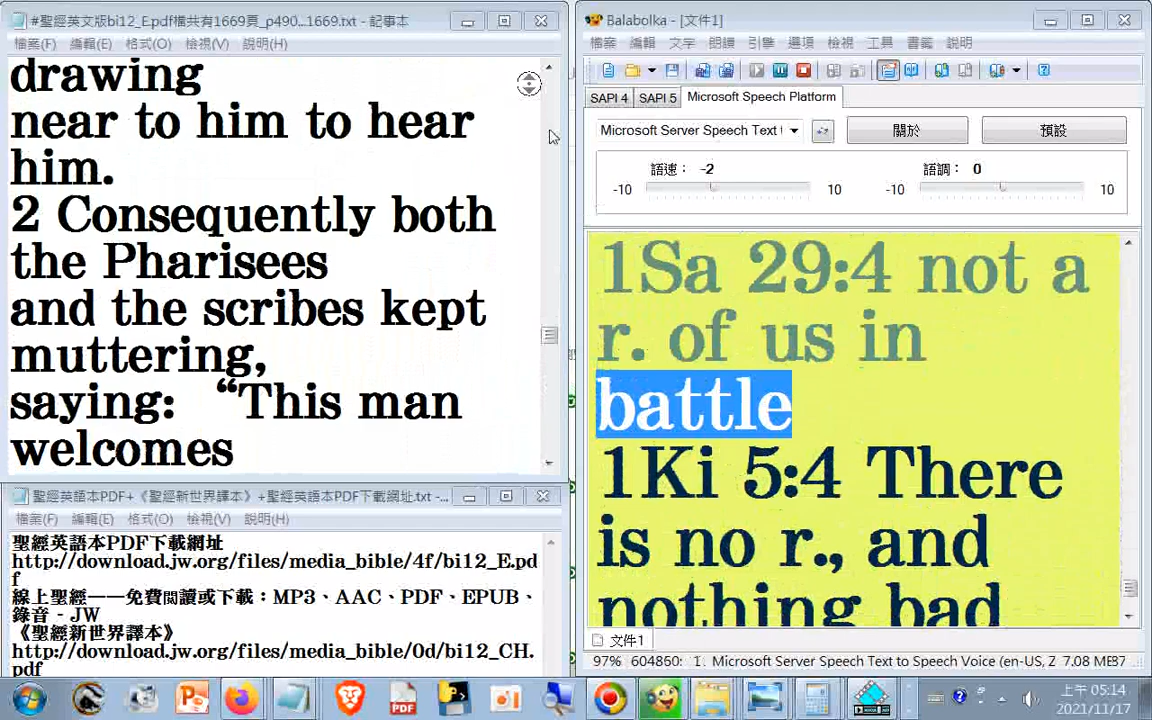 #聖經英文版bi12_E.pdf橫共有1669頁_p490...1669.txt - 記事本
檔案(F) 編輯(E) 格式(O) 檢視(V) 說明(H)
drawing
near to him to hear
him.
2 Consequently both
the Pharisees
and the scribes kept
muttering,
saying: “This man
welcomes
聖經英語本PDF+《聖經新世界譯本》+聖經英語本PDF下載網址.txt -...
檔案(F) 編輯(E) 格式(O) 檢視(V) 說明(H)
聖經英語本PDF下載網址
http://download.jw.org/files/media_bible/4f/bi12_E.pd
f
線上聖經——免費閱讀或下載：MP3、AAC、PDF、EPUB、
錄音 - JW
《聖經新世界譯本》
http://download.jw.org/files/media_bible/0d/bi12_CH.
pdf
Balabolka - [文件1]
檔案 編輯 文字 朗讀 引擎 選項 檢視 工具 書籤 說明
SAPI 4 SAPI 5 Microsoft Speech Platform
Microsoft Server Speech Text 關於 預設
語速： -2 語調： 0
-10 10 -10 10
1Sa 29:4 not a
r. of us in
battle
1Ki 5:4 There
is no r., and
nothing bad
文件1
97% 604860: 1. Microsoft Server Speech Text to Speech Voice (en-US, Z 7.08 MB
上午 05:14
2021/11/17